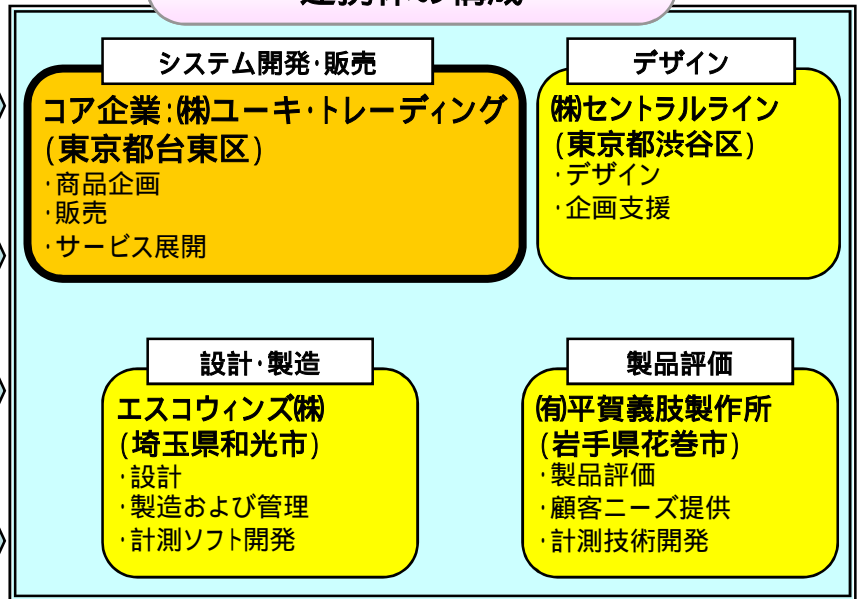 連携体の構成
システム開発・販売
コア企業:㈱ユーキ・トレーディング
(東京都台東区)
・商品企画
・販売
・サービス展開
デザイン
㈱セントラルライン
(東京都渋谷区)
・デザイン
・企画支援
設計・製造
エスコウィンズ㈱
(埼玉県和光市)
・設計
・製造および管理
・計測ソフト開発
製品評価
㈲平賀義肢製作所
(岩手県花巻市)
・製品評価
・顧客ニーズ提供
・計測技術開発